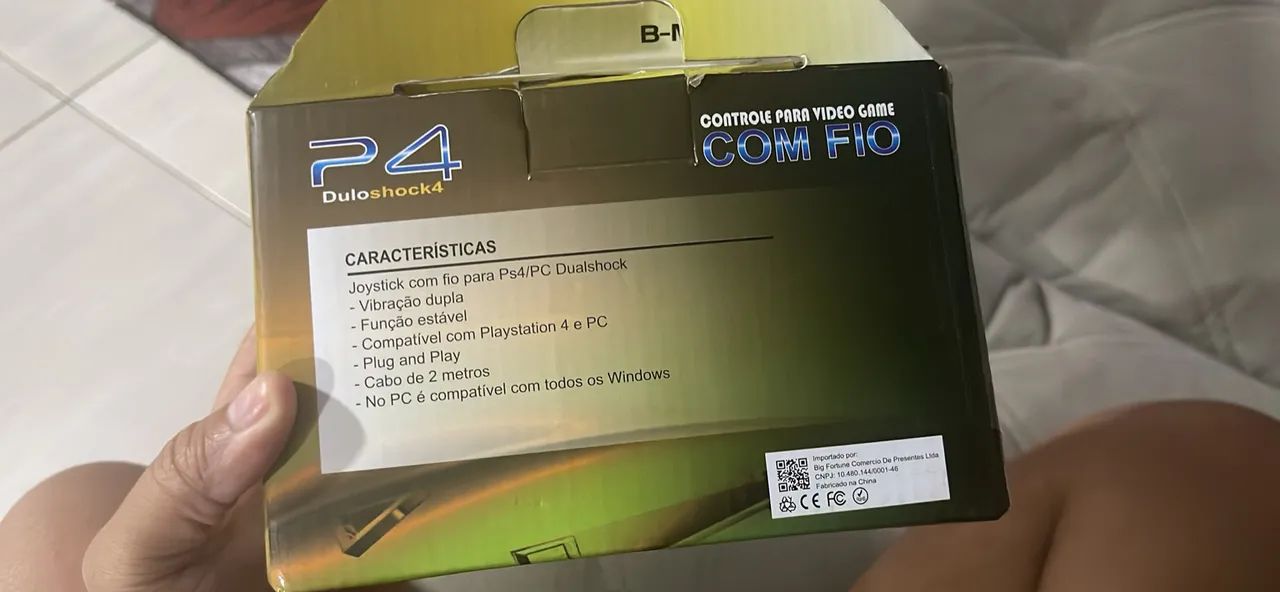 B-M
P4
Duloshock4
CONTROLE PARA VIDEO GAME
COM FIO
CARACTERÍSTICAS
Joystick com fio para Ps4/PC Dualshock
- Vibração dupla
- Função estável
- Compatível com Playstation 4 e PC
- Plug and Play
- Cabo de 2 metros
- No PC é compatível com todos os Windows
Importado por:
Big Fortune Comercio De Presentes Ltda
CNPJ: 10.480.144/0001-46
Fabricado na China
CE FC